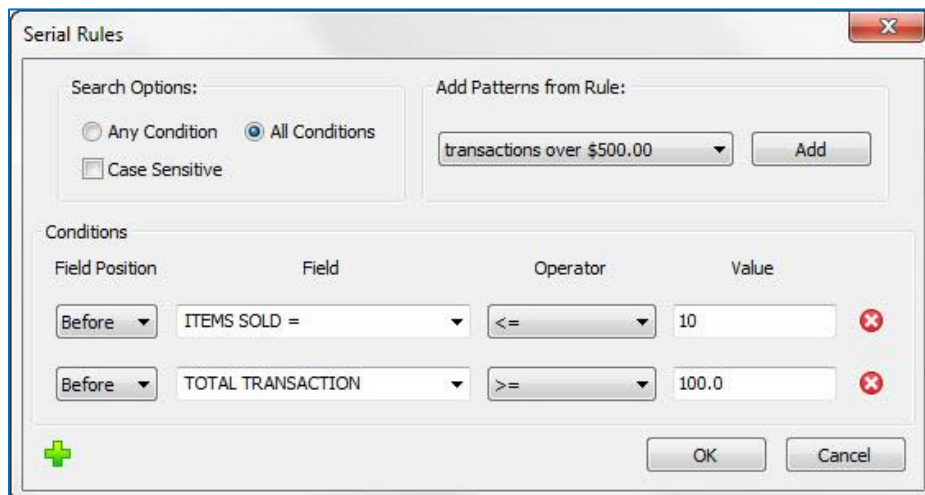 Serial Rules
Search Options:
Any Condition All Conditions
Case Sensitive
Add Patterns from Rule:
transactions over $500.00 Add
Conditions
Field Position Field Operator Value
Before ITEMS SOLD = <= 10
Before TOTAL TRANSACTION >= 100.0
OK Cancel